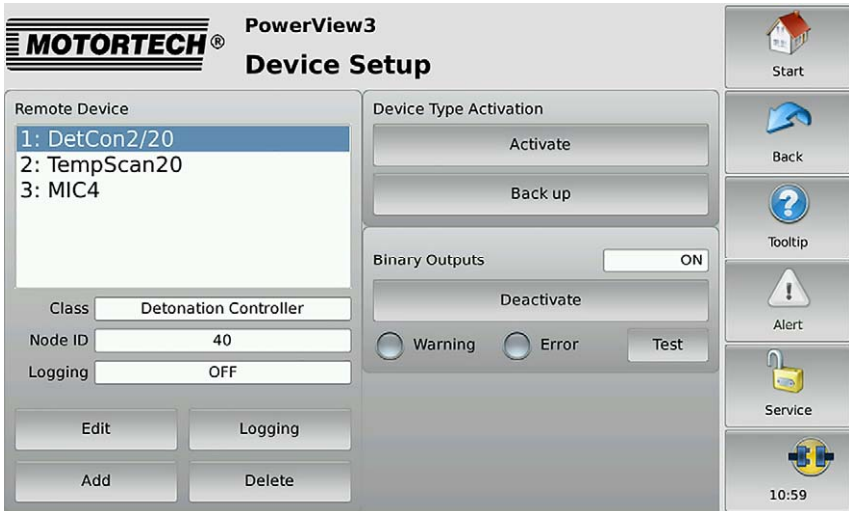 MOTORTECH®
PowerView3
Device Setup
Remote Device
1: DetCon2/20
2: TempScan20
3: MIC4
Class Detonation Controller
Node ID 40
Logging OFF
Edit Logging
Add Delete
Device Type Activation
Activate
Back up
Binary Outputs ON
Deactivate
Warning Error Test
Start
Back
Tooltip
Alert
Service
10:59